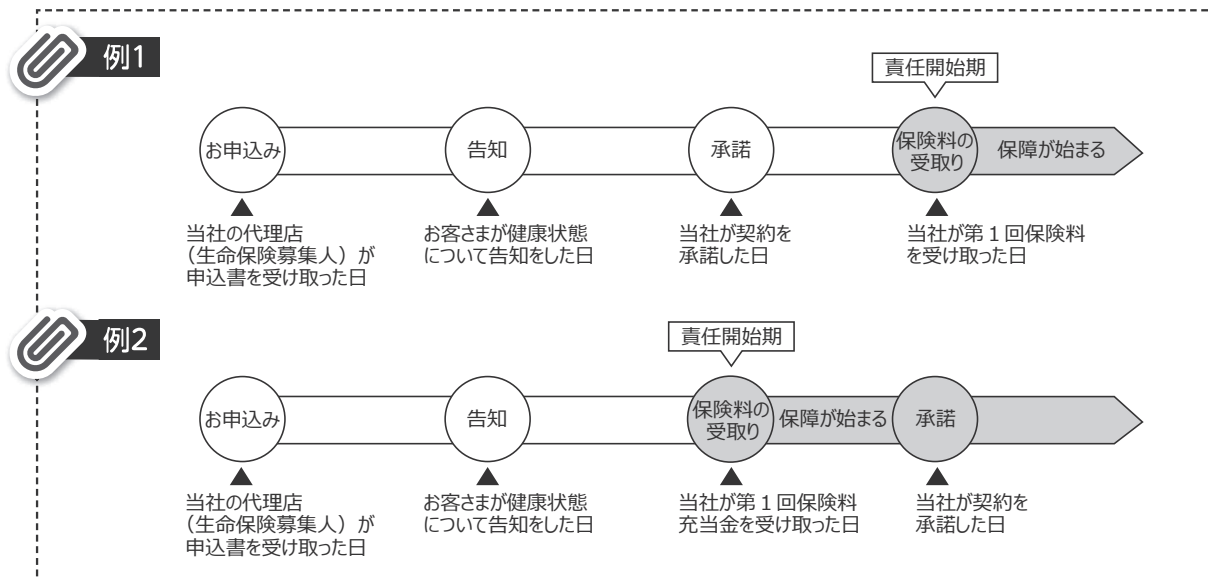 例1
責任開始期
お申込み
告知
承諾
保険料の
受取り
保障が始まる
当社の代理店
（生命保険募集人）が
申込書を受け取った日
お客さまが健康状態
について告知をした日
当社が契約を
承諾した日
当社が第１回保険料
を受け取った日
例2
責任開始期
お申込み
告知
保険料の
受取り
保障が始まる
承諾
当社の代理店
（生命保険募集人）が
申込書を受け取った日
お客さまが健康状態
について告知をした日
当社が第１回保険料
充当金を受け取った日
当社が契約を
承諾した日